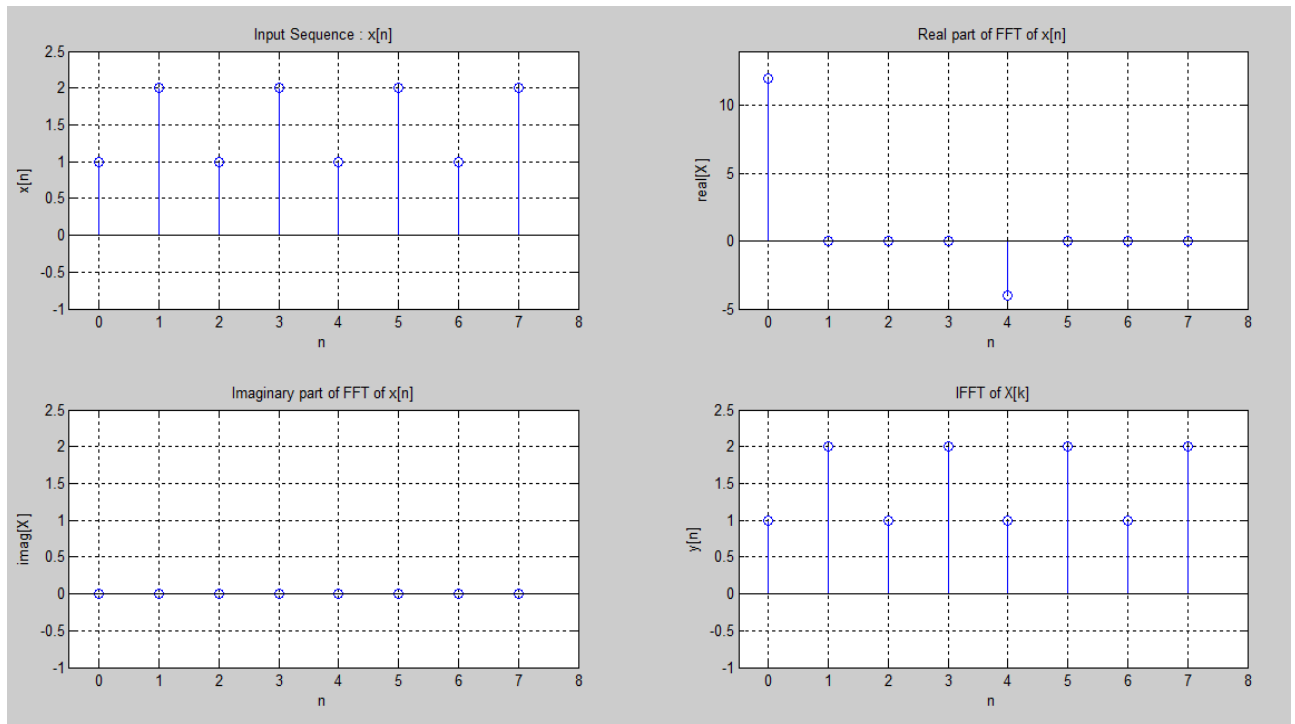 Input Sequence : x[n]
2.5
2
1.5
1
0.5
0
-0.5
-1
x[n]
0 1 2 3 4 5 6 7 8
n
Real part of FFT of x[n]
10
5
0
-5
real[X]
0 1 2 3 4 5 6 7 8
n
Imaginary part of FFT of x[n]
2.5
2
1.5
1
0.5
0
-0.5
-1
imag[X]
0 1 2 3 4 5 6 7 8
n
IFFT of X[k]
2.5
2
1.5
1
0.5
0
-0.5
-1
y[n]
0 1 2 3 4 5 6 7 8
n